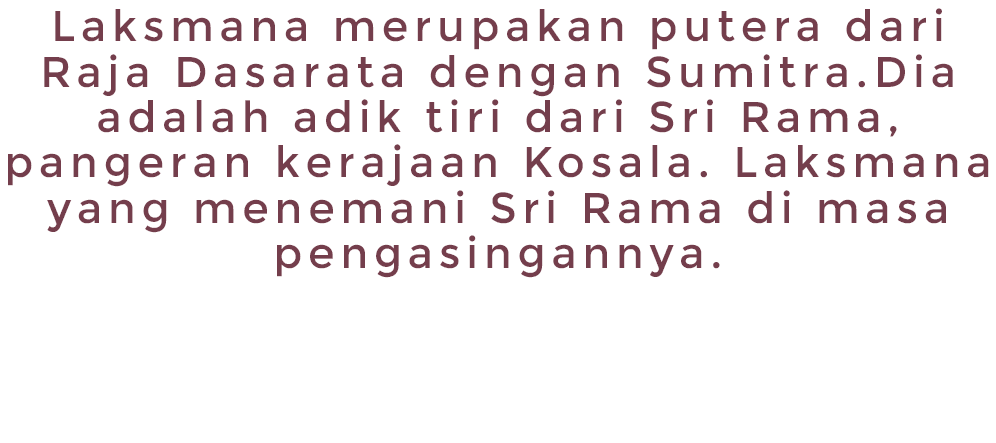 Laksmana merupakan putera dari
Raja Dasarata dengan Sumitra.Dia
adalah adik tiri dari Sri Rama,
pangeran kerajaan Kosala. Laksmana
yang menemani Sri Rama di masa
pengasingannya.